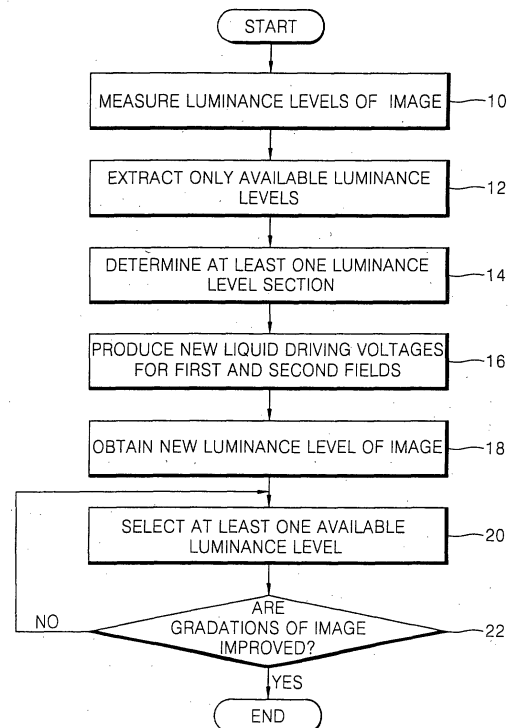 START
MEASURE LUMINANCE LEVELS OF IMAGE
10
EXTRACT ONLY AVAILABLE LUMINANCE
LEVELS
12
DETERMINE AT LEAST ONE LUMINANCE
LEVEL SECTION
14
PRODUCE NEW LIQUID DRIVING VOLTAGES
FOR FIRST AND SECOND FIELDS
16
OBTAIN NEW LUMINANCE LEVEL OF IMAGE
18
SELECT AT LEAST ONE AVAILABLE
LUMINANCE LEVEL
20
ARE
GRADATIONS OF IMAGE
IMPROVED?
22
NO
YES
END